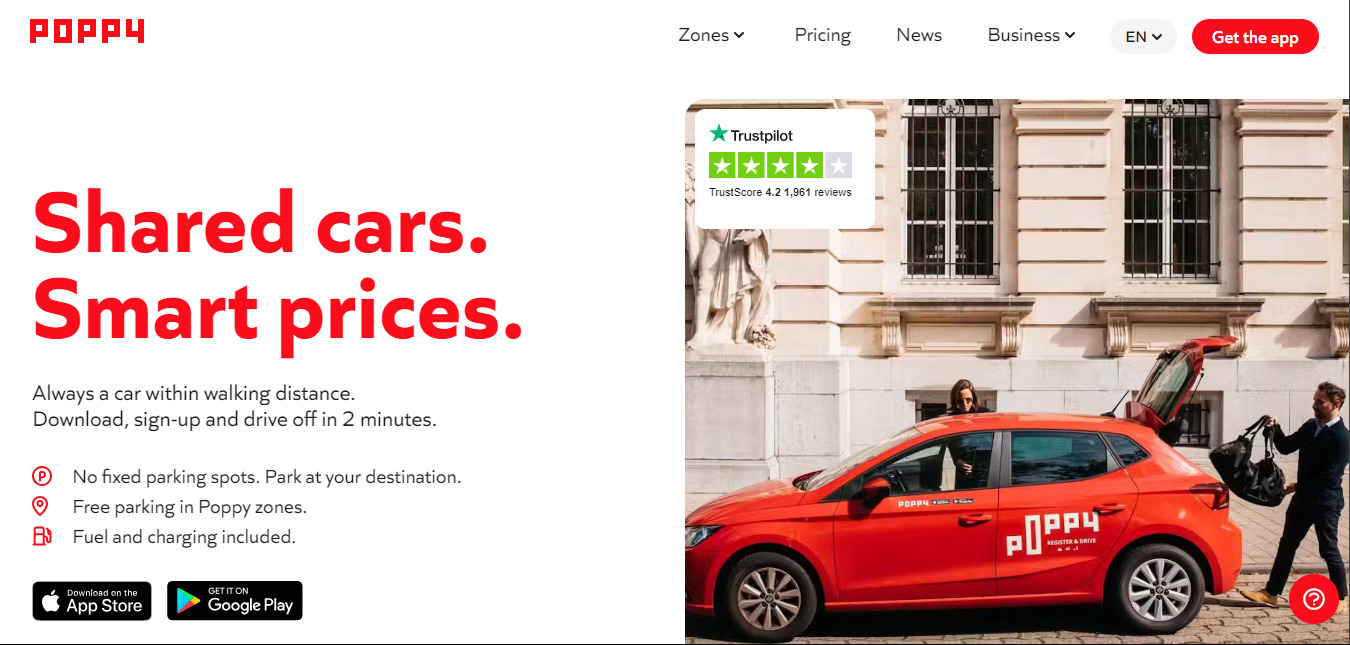 POPPY
Zones
Pricing
News
Business
EN
Get the app
Trustpilot
TrustScore 4.2 1,961 reviews
Shared cars.
Smart prices.
Always a car within walking distance.
Download, sign-up and drive off in 2 minutes.
P
No fixed parking spots. Park at your destination.
Free parking in Poppy zones.
Fuel and charging included.
Download on the
App Store
GET IT ON
Google Play
POPPY
POPPY
REGISTER & DRIVE
?